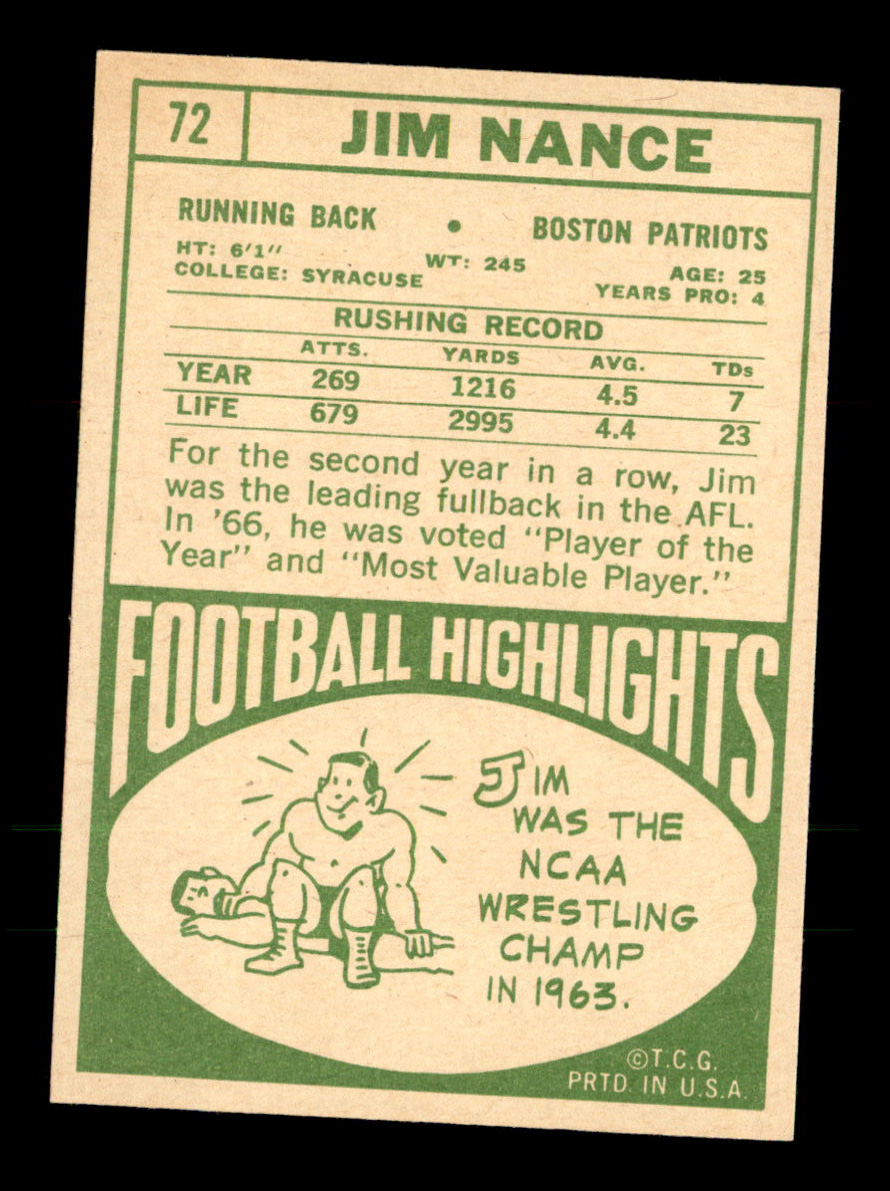 72 JIM NANCE
RUNNING BACK • BOSTON PATRIOTS
HT: 6'1" WT: 245 AGE: 25
COLLEGE: SYRACUSE YEARS PRO: 4
RUSHING RECORD
ATTS. YARDS AVG. TDs
YEAR 269 1216 4.5 7
LIFE 679 2995 4.4 23
For the second year in a row, Jim
was the leading fullback in the AFL.
In '66, he was voted "Player of the
Year" and "Most Valuable Player."
FOOTBALL HIGHLIGHTS
JIM
WAS THE
NCAA
WRESTLING
CHAMP
IN 1963.
©T.C.G.
PRTD. IN U.S.A.